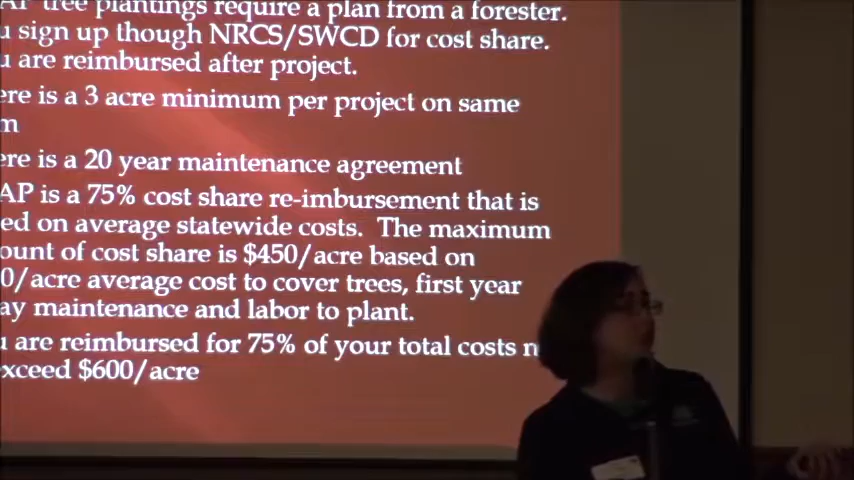 AP tree plantings require a plan from a forester.
u sign up though NRCS/SWCD for cost share.
u are reimbursed after project.
ere is a 3 acre minimum per project on same
m
ere is a 20 year maintenance agreement
AP is a 75% cost share re-imbursement that is
ed on average statewide costs. The maximum
ount of cost share is $450/acre based on
0/acre average cost to cover trees, first year
ay maintenance and labor to plant.
u are reimbursed for 75% of your total costs n
xceed $600/acre